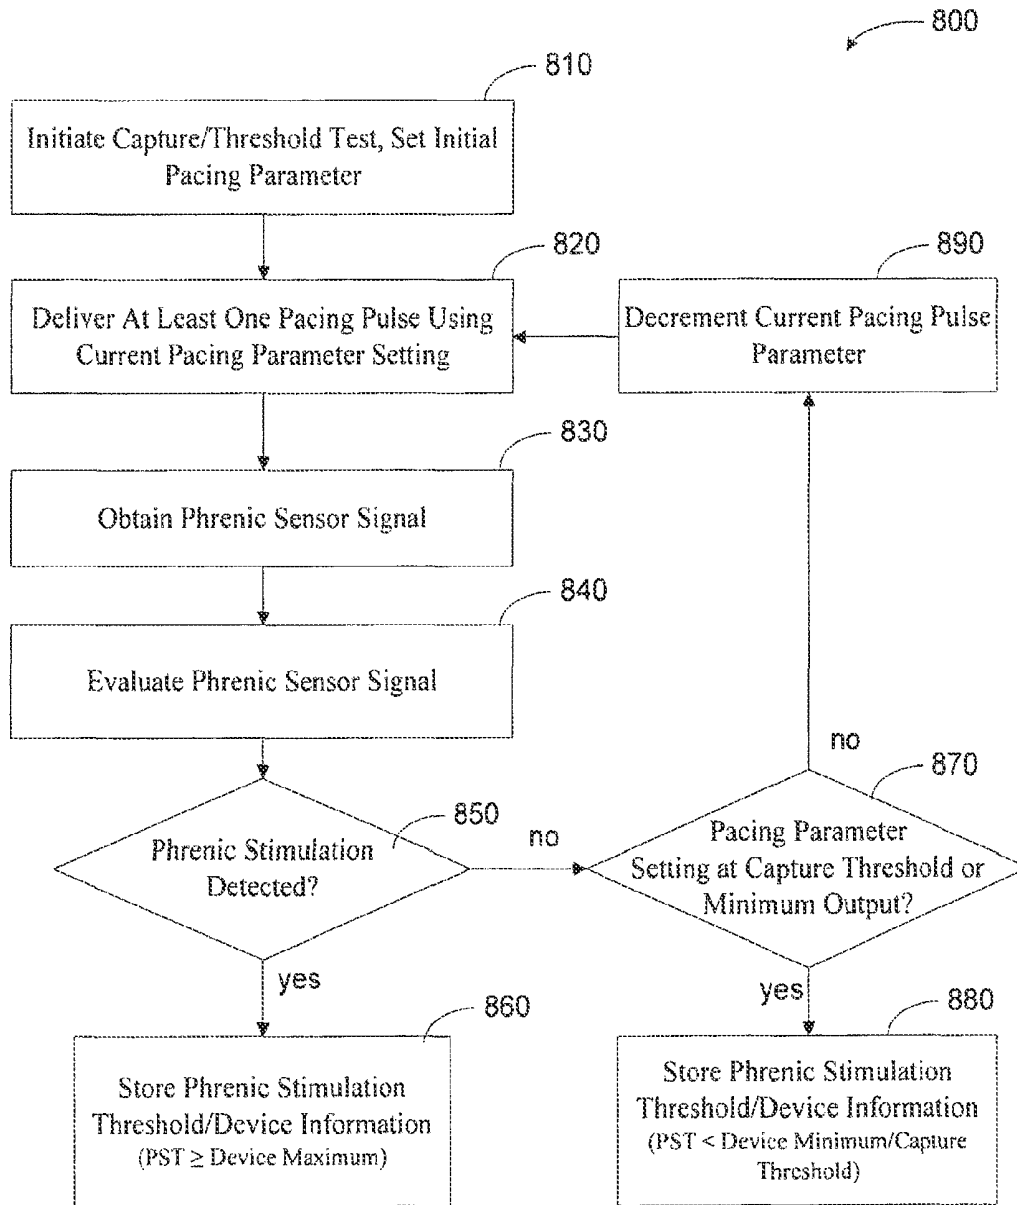 800
810
Initiate Capture/Threshold Test, Set Initial
Pacing Parameter
820
Deliver At Least One Pacing Pulse Using
Current Pacing Parameter Setting
890
Decrement Current Pacing Pulse
Parameter
830
Obtain Phrenic Sensor Signal
840
Evaluate Phrenic Sensor Signal
850
Phrenic Stimulation
Detected?
no
no
870
Pacing Parameter
Setting at Capture Threshold or
Minimum Output?
yes
860
Store Phrenic Stimulation
Threshold/Device Information
(PST ≥ Device Maximum)
yes
880
Store Phrenic Stimulation
Threshold/Device Information
(PST < Device Minimum/Capture
Threshold)